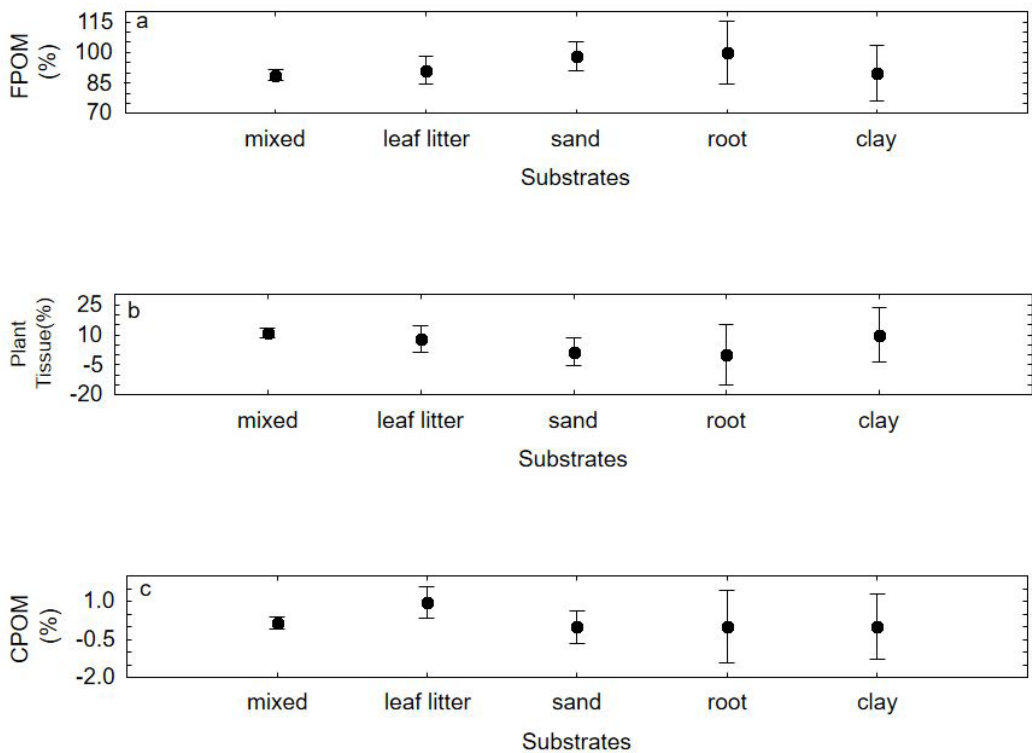 a
FPOM
(%)
115
100
85
70
mixed leaf litter sand root clay
Substrates
b
Plant
Tissue(%)
25
10
-5
-20
mixed leaf litter sand root clay
Substrates
c
CPOM
(%)
1.0
-0.5
-2.0
mixed leaf litter sand root clay
Substrates